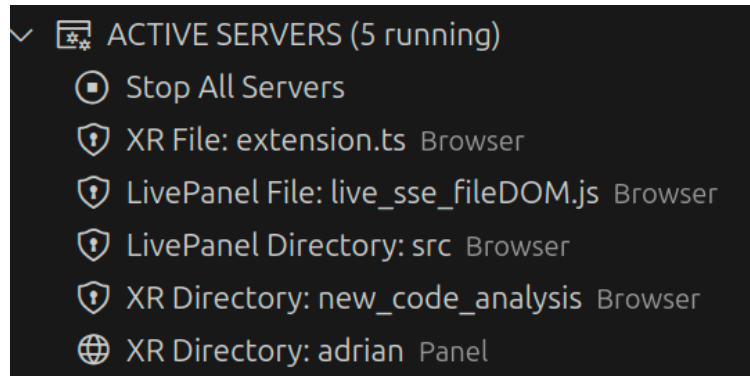 ACTIVE SERVERS (5 running)
Stop All Servers
XR File: extension.ts Browser
LivePanel File: live_sse_fileDOM.js Browser
LivePanel Directory: src Browser
XR Directory: new_code_analysis Browser
XR Directory: adrian Panel